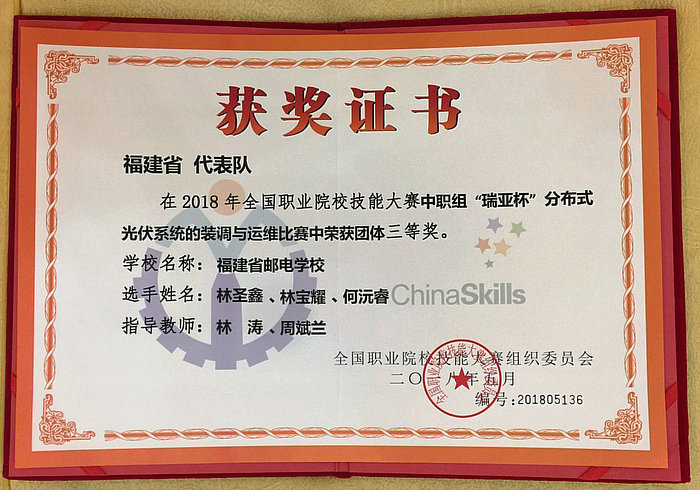 获奖证书
福建省 代表队
在 2018 年全国职业院校技能大赛中职组“瑞亚杯”分布式
光伏系统的装调与运维比赛中荣获团体三等奖。
学校名称：福建省邮电学校
选手姓名：林圣鑫、林宝耀、何沅睿
ChinaSkills
指导教师：林 涛、周斌兰
全国职业院校技能大赛组织委员会
二〇一八年五月
编号:201805136